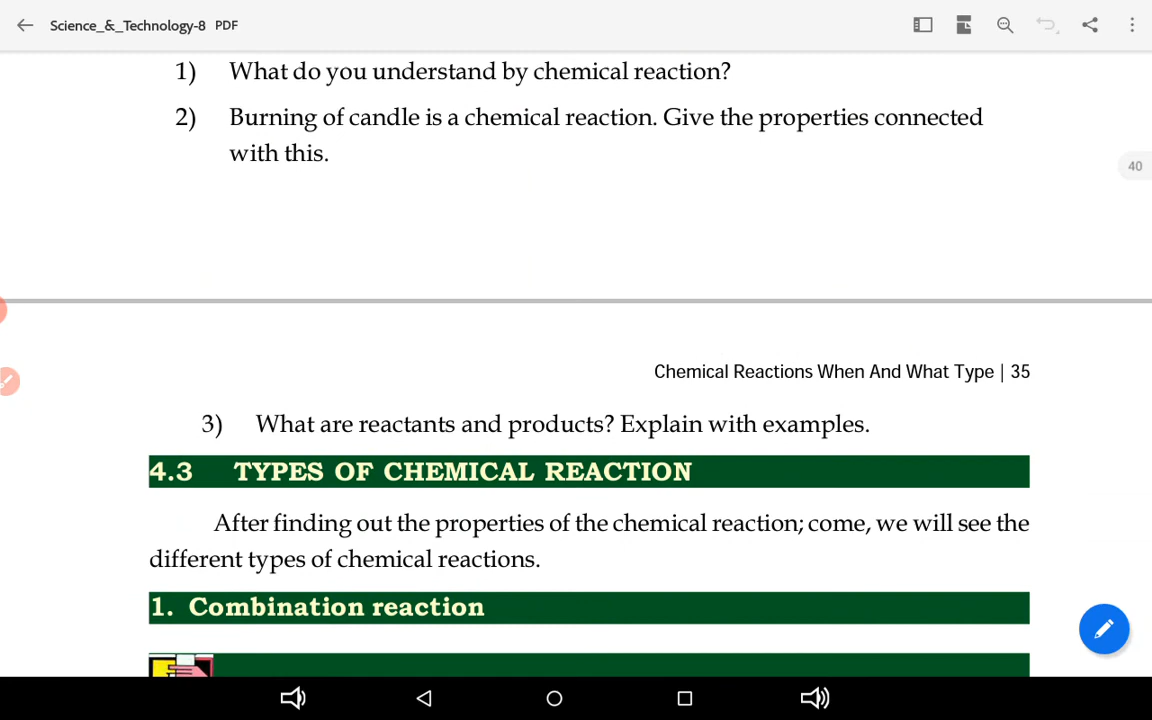 Science_&_Technology-8 PDF
1) What do you understand by chemical reaction?
2) Burning of candle is a chemical reaction. Give the properties connected
with this.
40
Chemical Reactions When And What Type | 35
3) What are reactants and products? Explain with examples.
4.3 TYPES OF CHEMICAL REACTION
After finding out the properties of the chemical reaction; come, we will see the
different types of chemical reactions.
1. Combination reaction